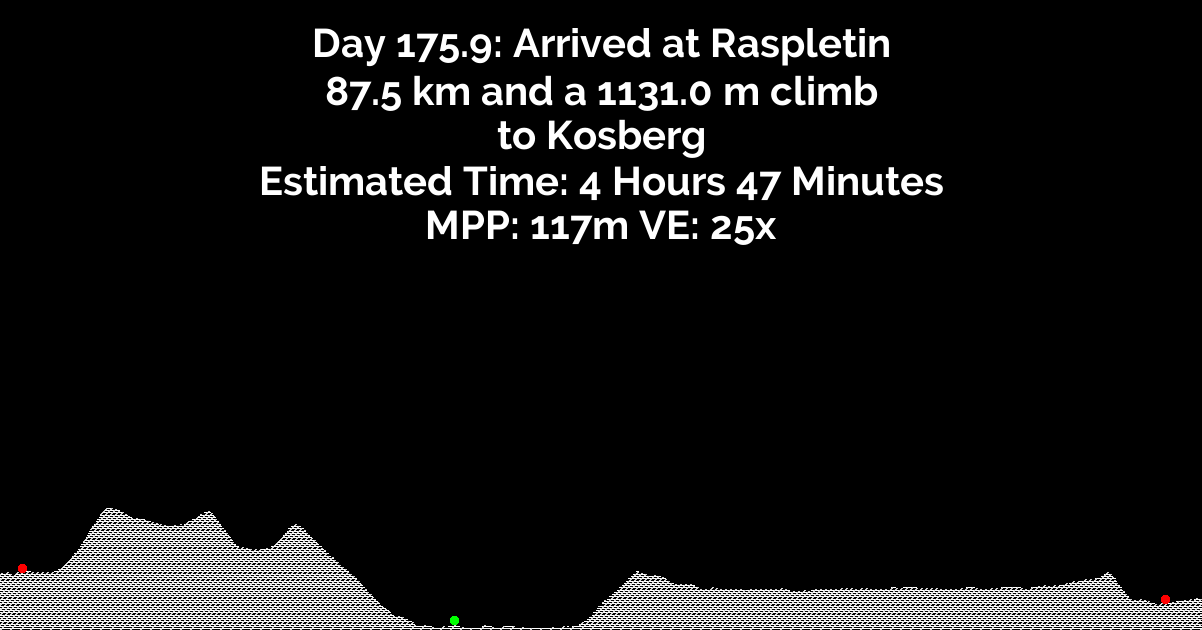 Day 175.9: Arrived at Raspletin
87.5 km and a 1131.0 m climb
to Kosberg
Estimated Time: 4 Hours 47 Minutes
MPP: 117m VE: 25x